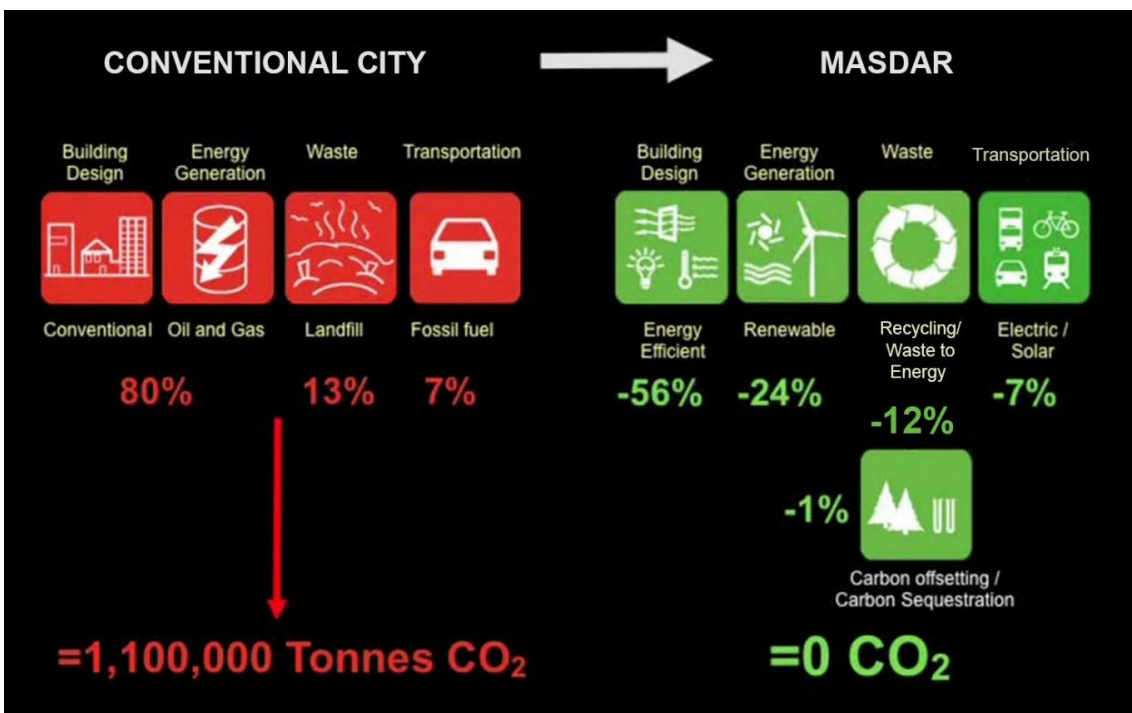 CONVENTIONAL CITY
MASDAR
Building
Design
Energy
Generation
Waste
Transportation
Conventional
Oil and Gas
Landfill
Fossil fuel
80%
13%
7%
=1,100,000 Tonnes CO₂
Building
Design
Energy
Generation
Waste
Transportation
Energy
Efficient
Renewable
Recycling/
Waste to
Energy
Electric /
Solar
-56%
-24%
-12%
-7%
-1%
Carbon offsetting /
Carbon Sequestration
=0 CO₂